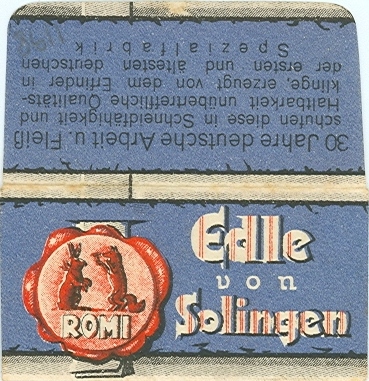 30 Jahre deutsche Arbeit u. Fleiß
schufen diese in Schneidfähigkeit und
Haltbarkeit unübertreffliche Qualitäts-
klinge, erzeugt von dem Erfinder in
der ersten und ältesten deutschen
Spezialfabrik
Edle
von
Solingen
ROMI